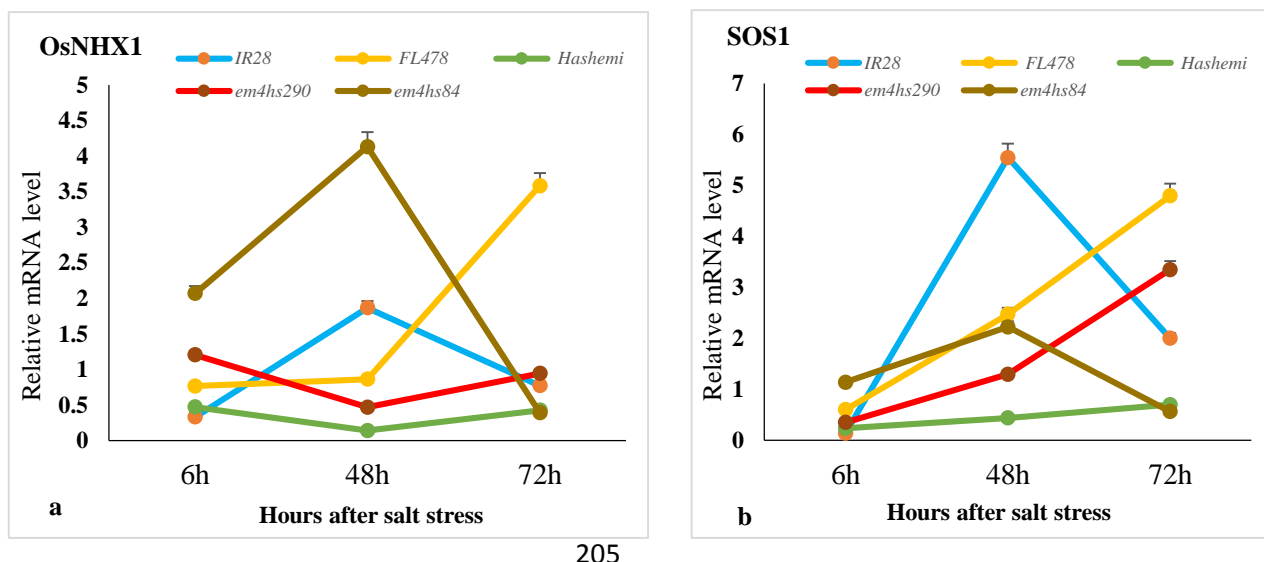 OsNHX1
IR28 FL478 Hashemi
em4hs290 em4hs84
5
4.5
4
3.5
3
2.5
2
1.5
1
0.5
0
Relative mRNA level
6h 48h 72h
Hours after salt stress
a
SOS1
IR28 FL478 Hashemi
em4hs290 em4hs84
7
6
5
4
3
2
1
0
Relative mRNA level
6h 48h 72h
Hours after salt stress
b
205